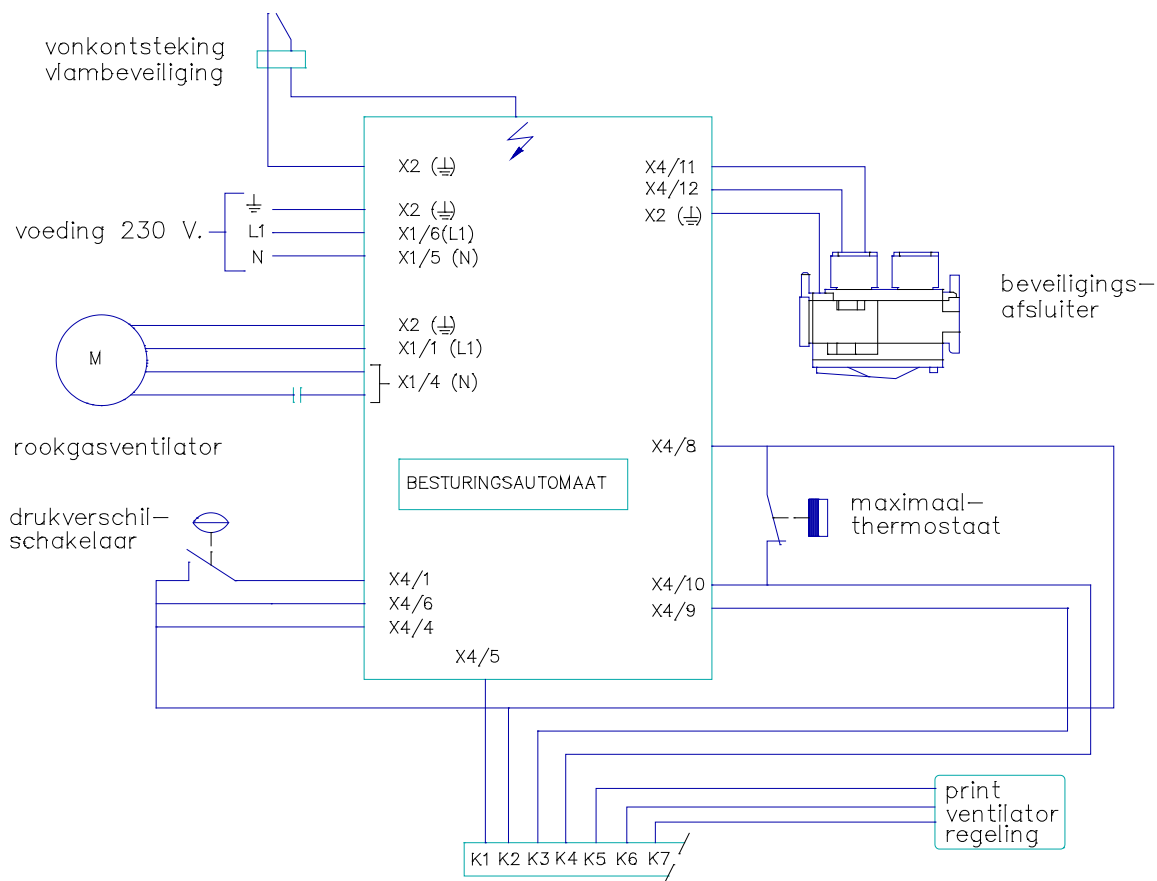 vonkontsteking
vlambeveiliging
X2 (⏚)
voeding 230 V.
L1
N
X2 (⏚)
X1/6(L1)
X1/5 (N)
M
X2 (⏚)
X1/1 (L1)
X1/4 (N)
rookgasventilator
BESTURINGSAUTOMAAT
drukverschil-
schakelaar
X4/1
X4/6
X4/4
X4/5
X4/11
X4/12
X2 (⏚)
beveiligings-
afsluiter
X4/8
maximaal-
thermostaat
X4/10
X4/9
print
ventilator
regeling
K1 K2 K3 K4 K5 K6 K7